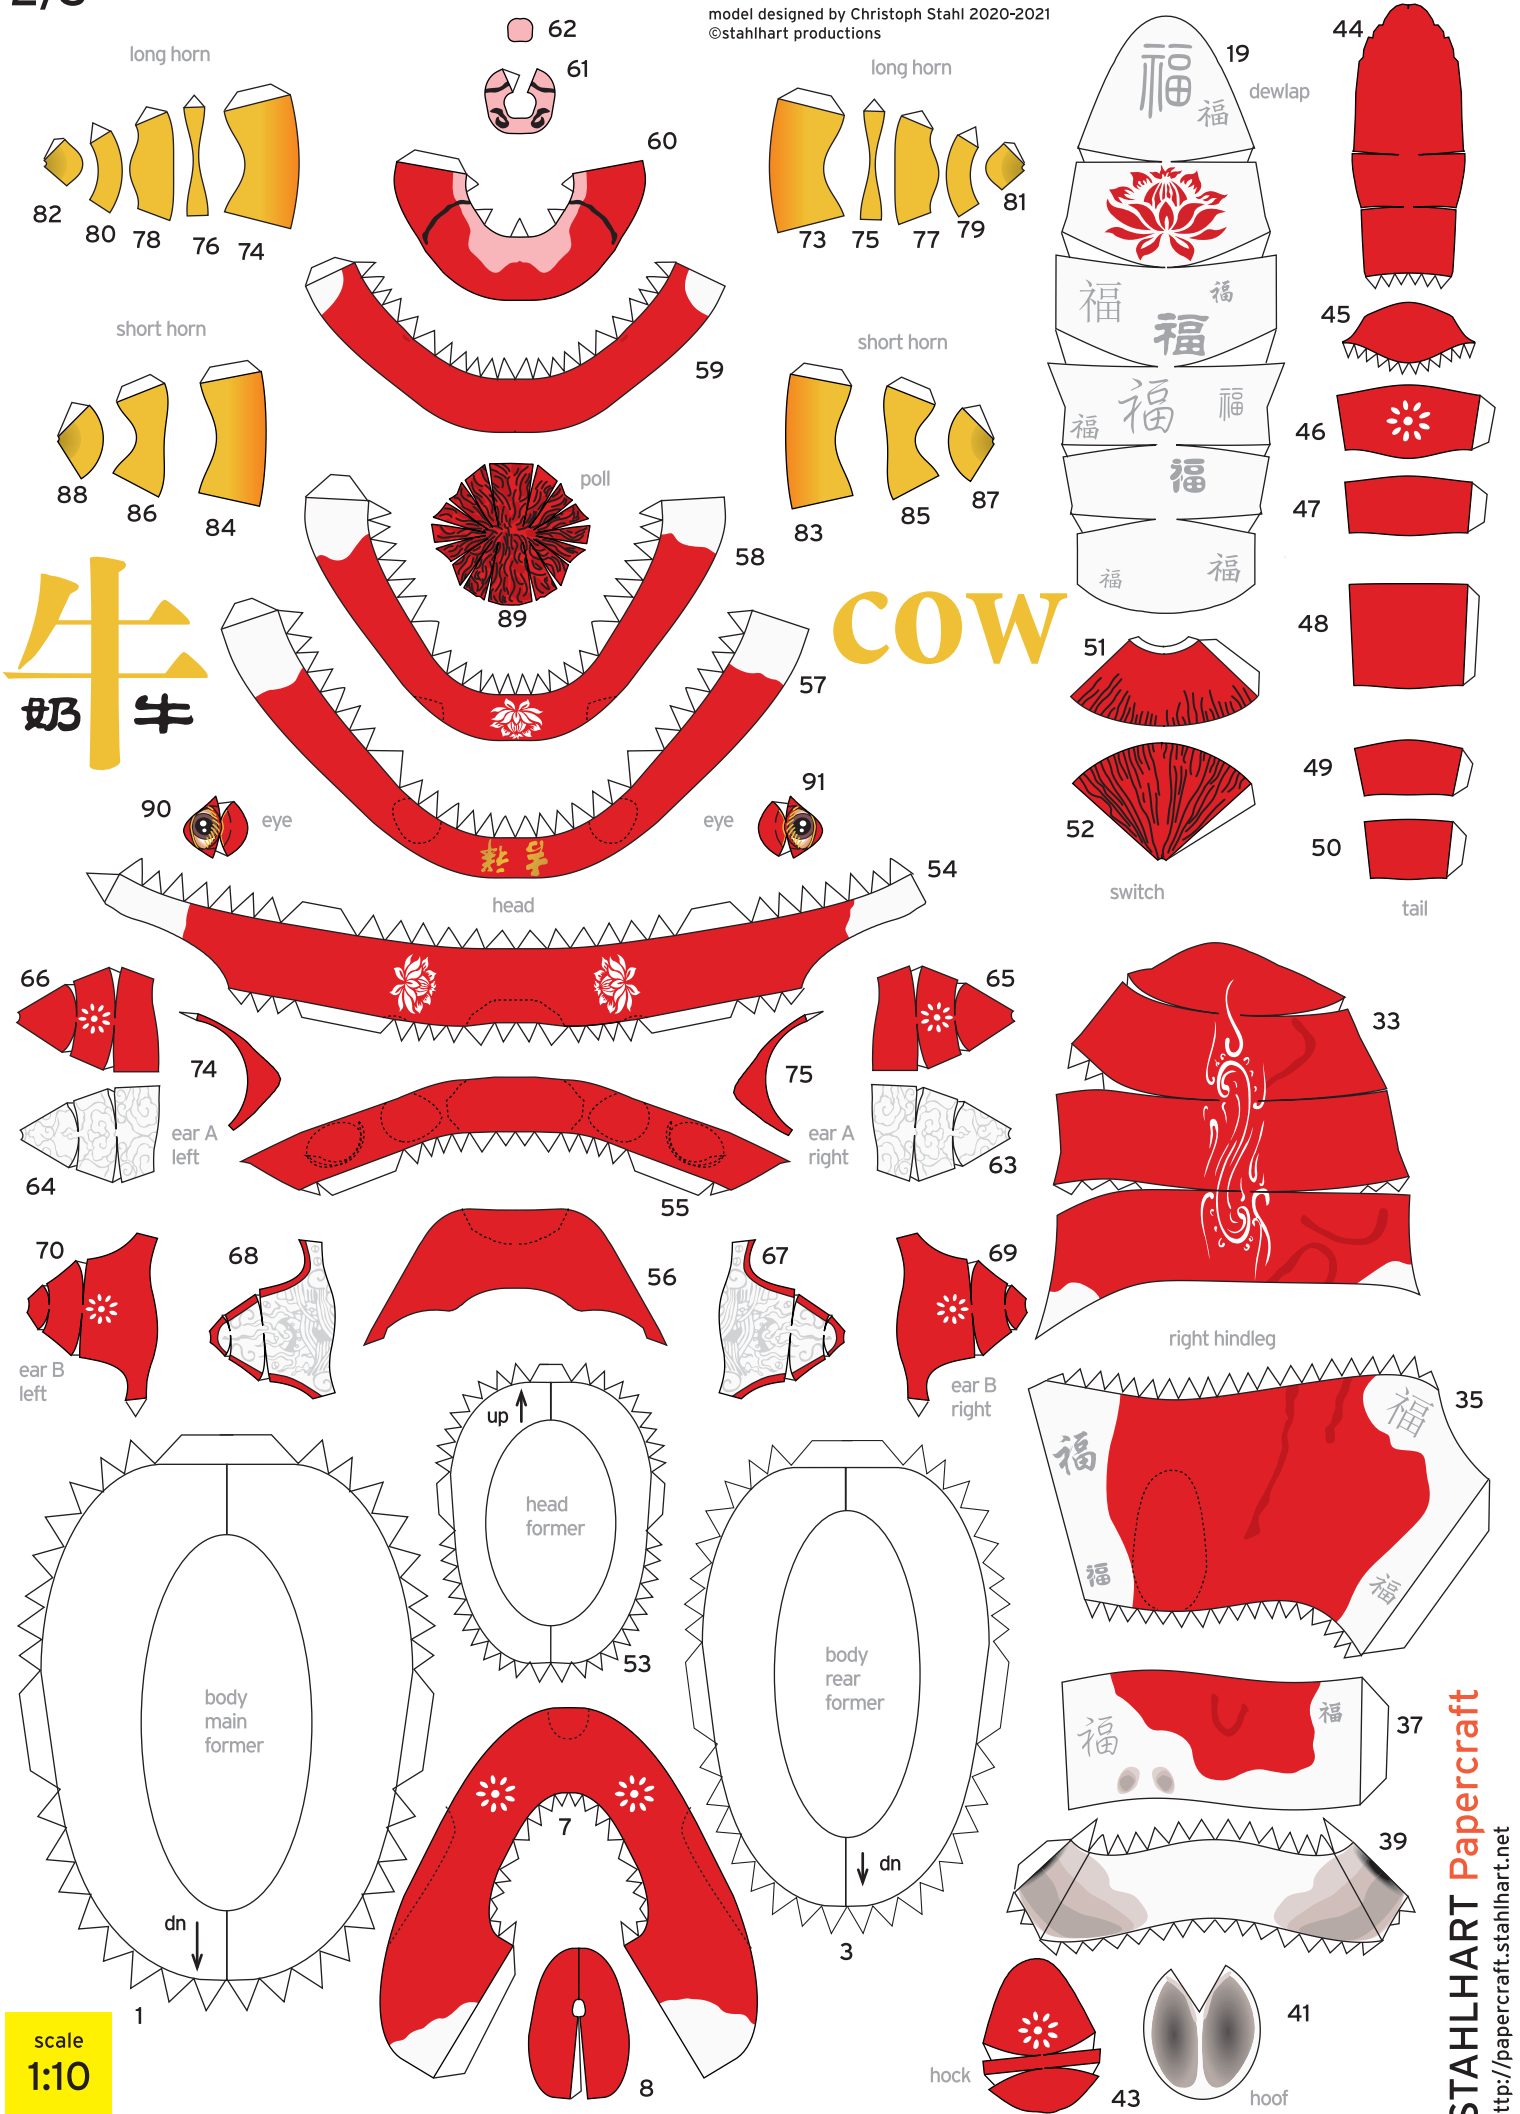 model designed by Christoph Stahl 2020-2021
©stahlhart productions
long horn
82
80
78
76
74
62
61
60
59
long horn
73
75
77
79
81
福
福
19
dewlap
福
福
福
福
福
福
福
福
福
44
45
46
47
48
49
50
tail
short horn
88
86
84
poll
89
58
57
short horn
83
85
87
牛
奶 牛
cow
51
52
switch
90
eye
eye
91
54
head
吉祥
66
64
74
ear A
left
65
63
75
ear A
right
55
56
70
68
ear B
left
67
69
ear B
right
33
right hindleg
福
福
福
福
35
up
head
former
53
body
main
former
dn
1
body
rear
former
dn
3
7
8
福
福
37
39
41
hoof
hock
43
scale
1:10
STAHLHART Papercraft
ttp://papercraft.stahlhart.net